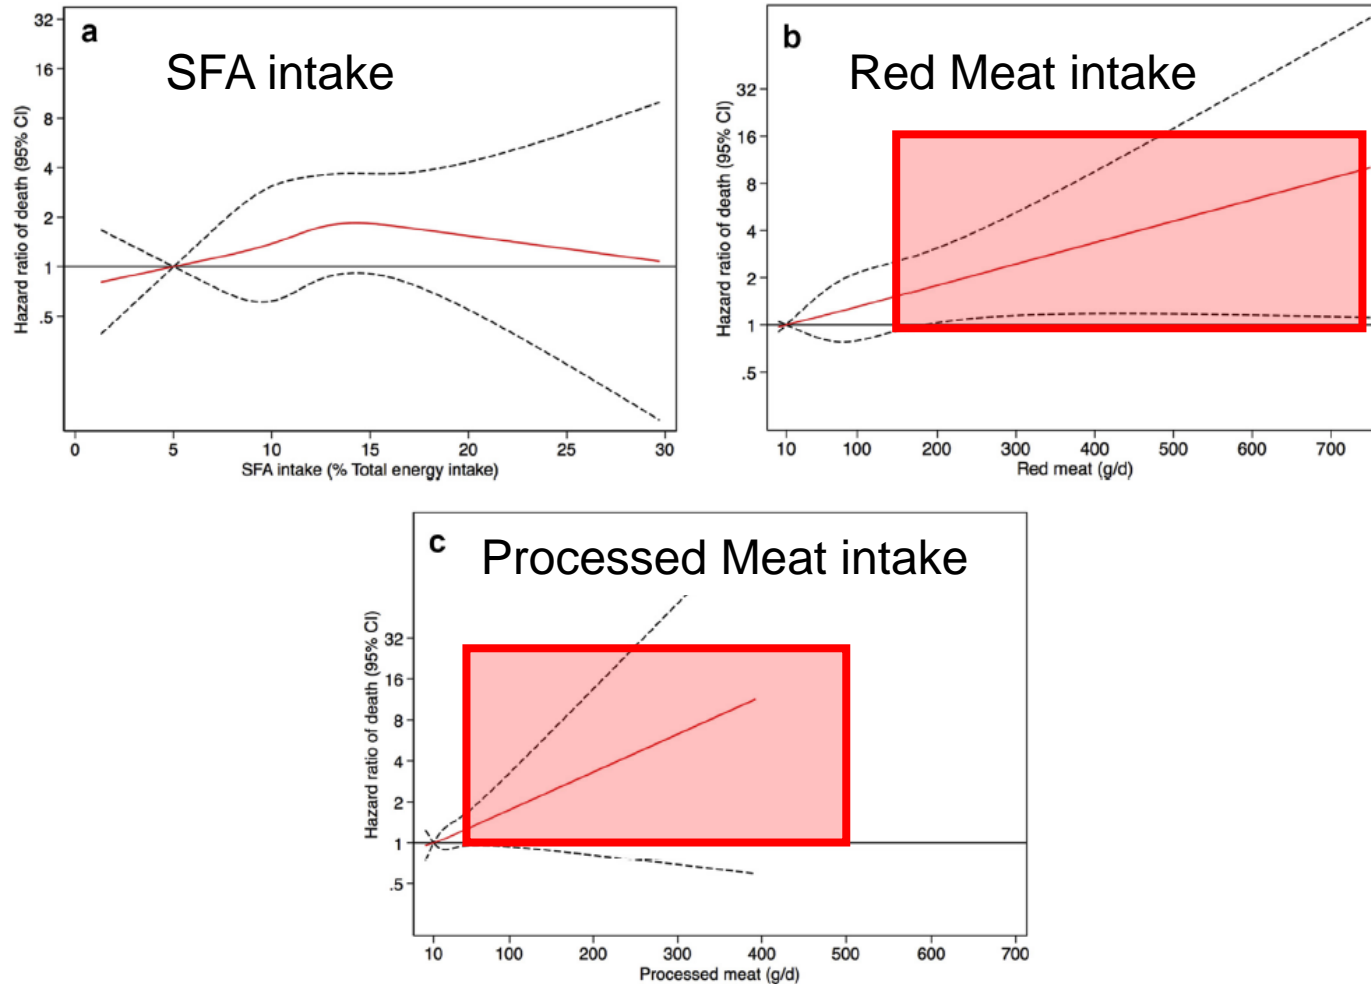 a
SFA intake
Hazard ratio of death (95% CI)
32
16
8
4
2
1
.5
0 5 10 15 20 25 30
SFA intake (% Total energy intake)
b
Red Meat intake
Hazard ratio of death (95% CI)
32
16
8
4
2
1
.5
10 100 200 300 400 500 600 700
Red meat (g/d)
c
Processed Meat intake
Hazard ratio of death (95% CI)
32
16
8
4
2
1
.5
10 100 200 300 400 500 600 700
Processed meat (g/d)